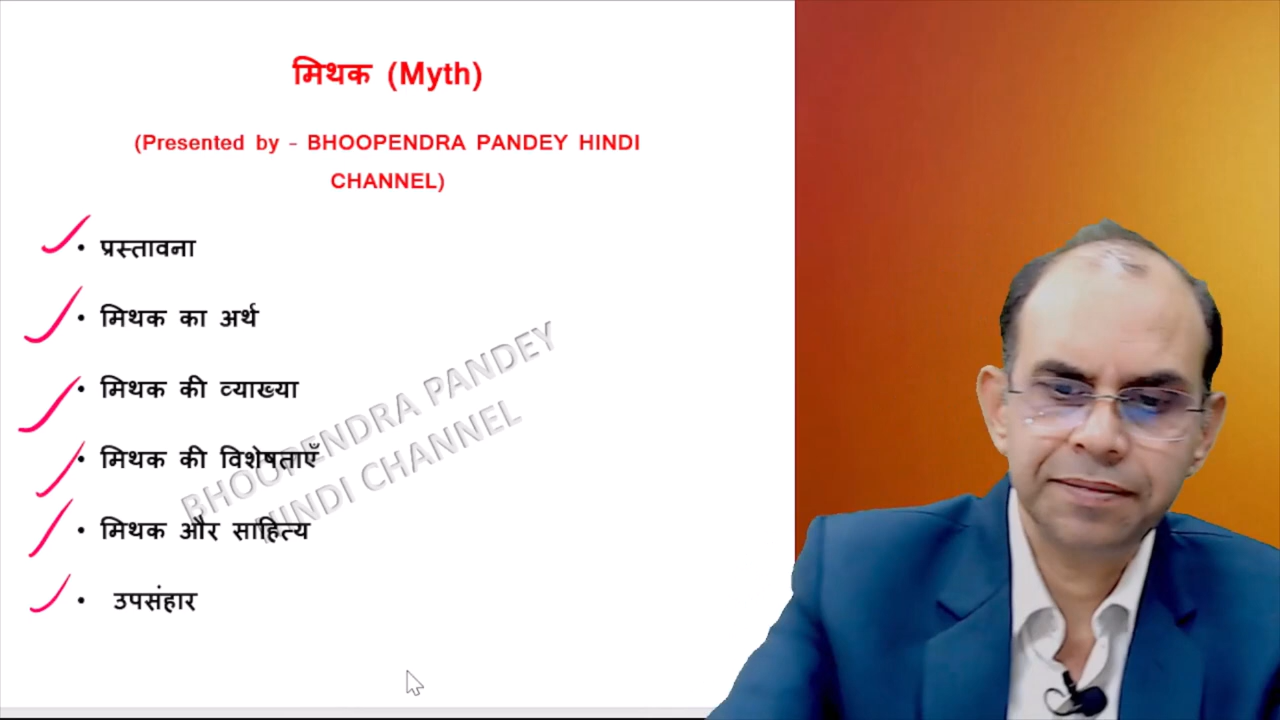 मिथक (Myth)
(Presented by - BHOOPENDRA PANDEY HINDI
CHANNEL)
• प्रस्तावना
• मिथक का अर्थ
• मिथक की व्याख्या
• मिथक की विशेषताएँ
• मिथक और साहित्य
• उपसंहार
BHOOPENDRA PANDEY
HINDI CHANNEL